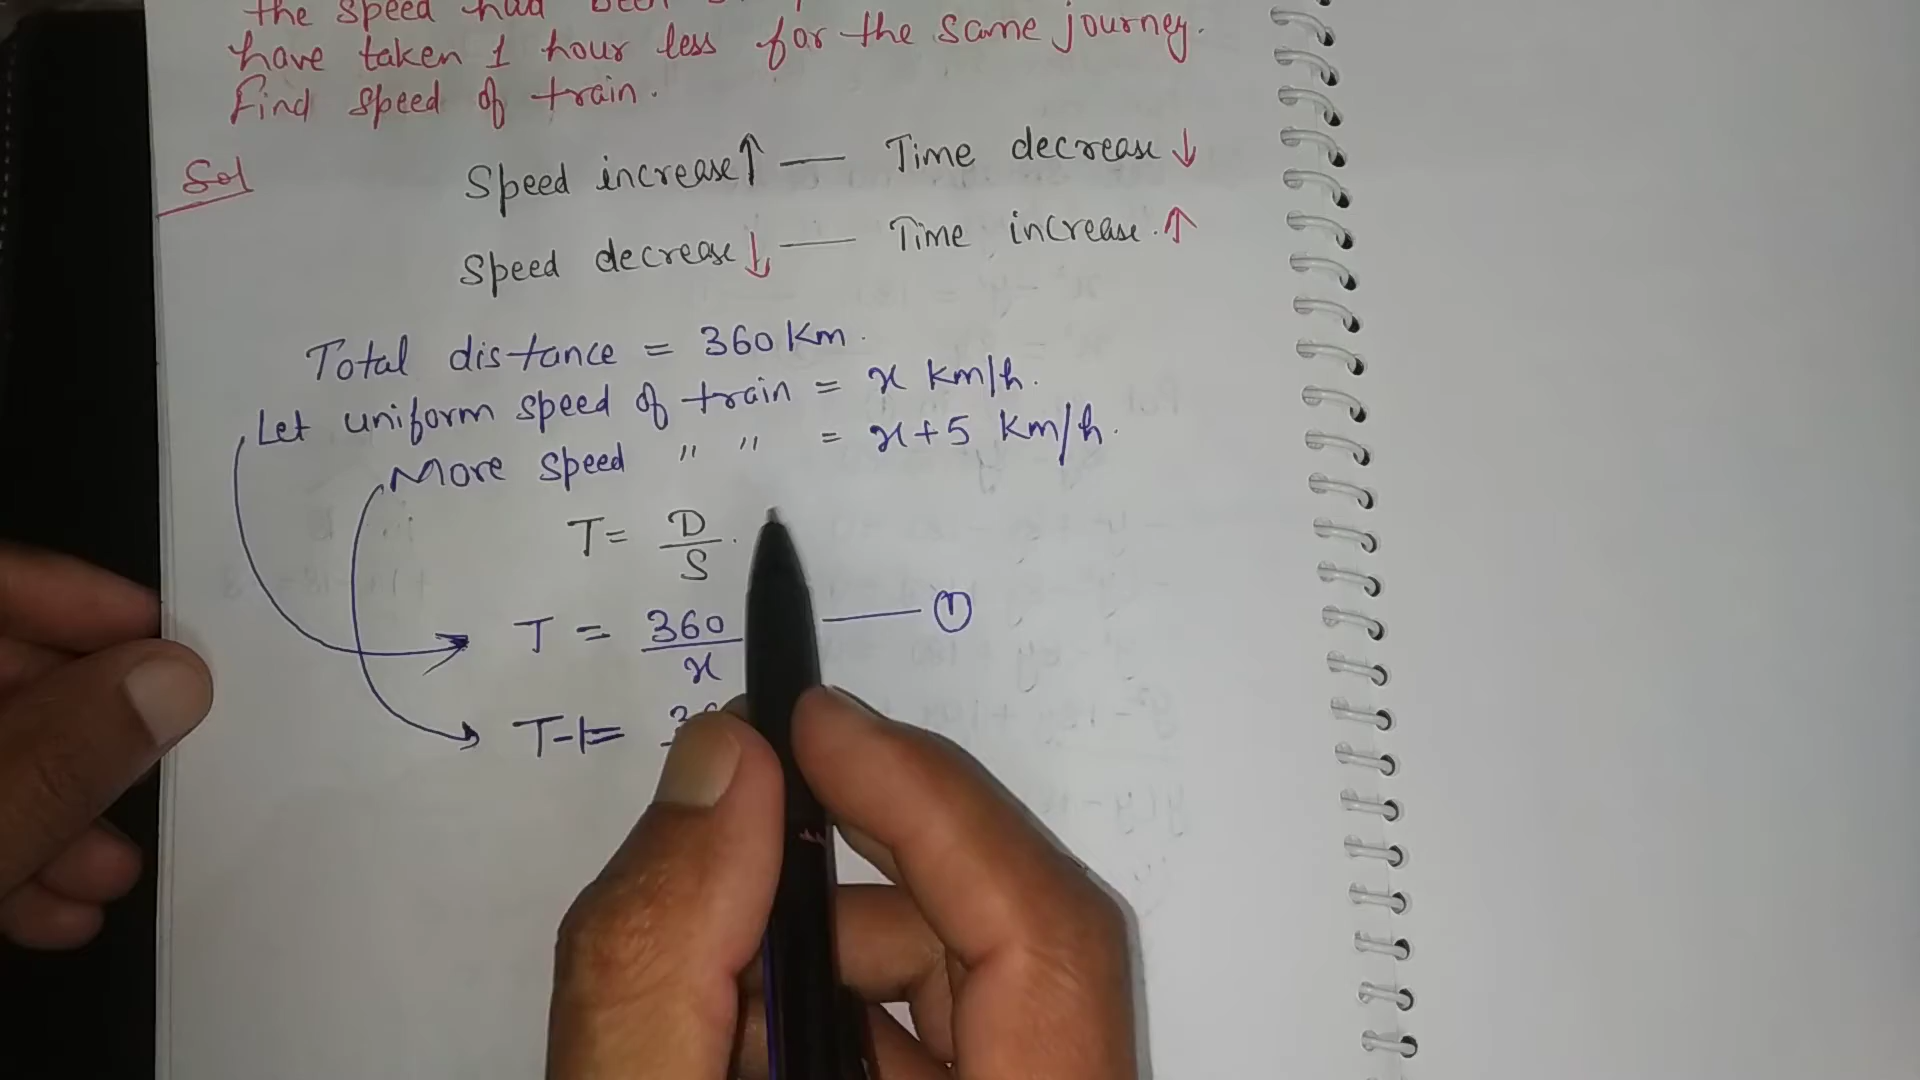 the speed had been
have taken 1 hour less for the same journey.
Find speed of train.
Sol
Speed increase ↑ — Time decrease ↓
Speed decrease ↓ — Time increase. ↑
Total distance = 360 Km.
Let uniform speed of train = x km/h.
More speed " " = x+5 km/h.
T = D/S.
T = 360/x — ①
T-1=